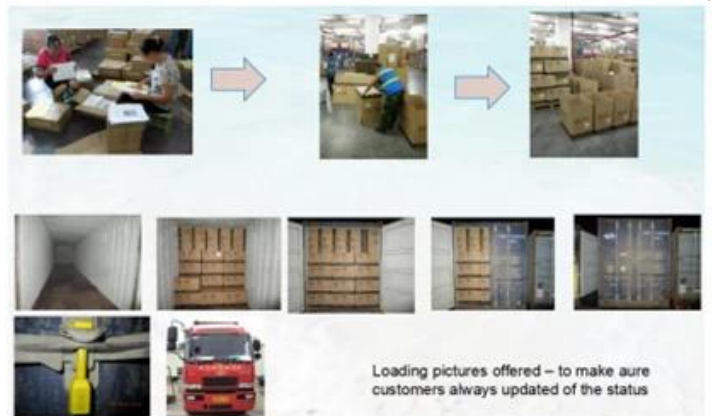 Loading pictures offered – to make aure
customers always updated of the status